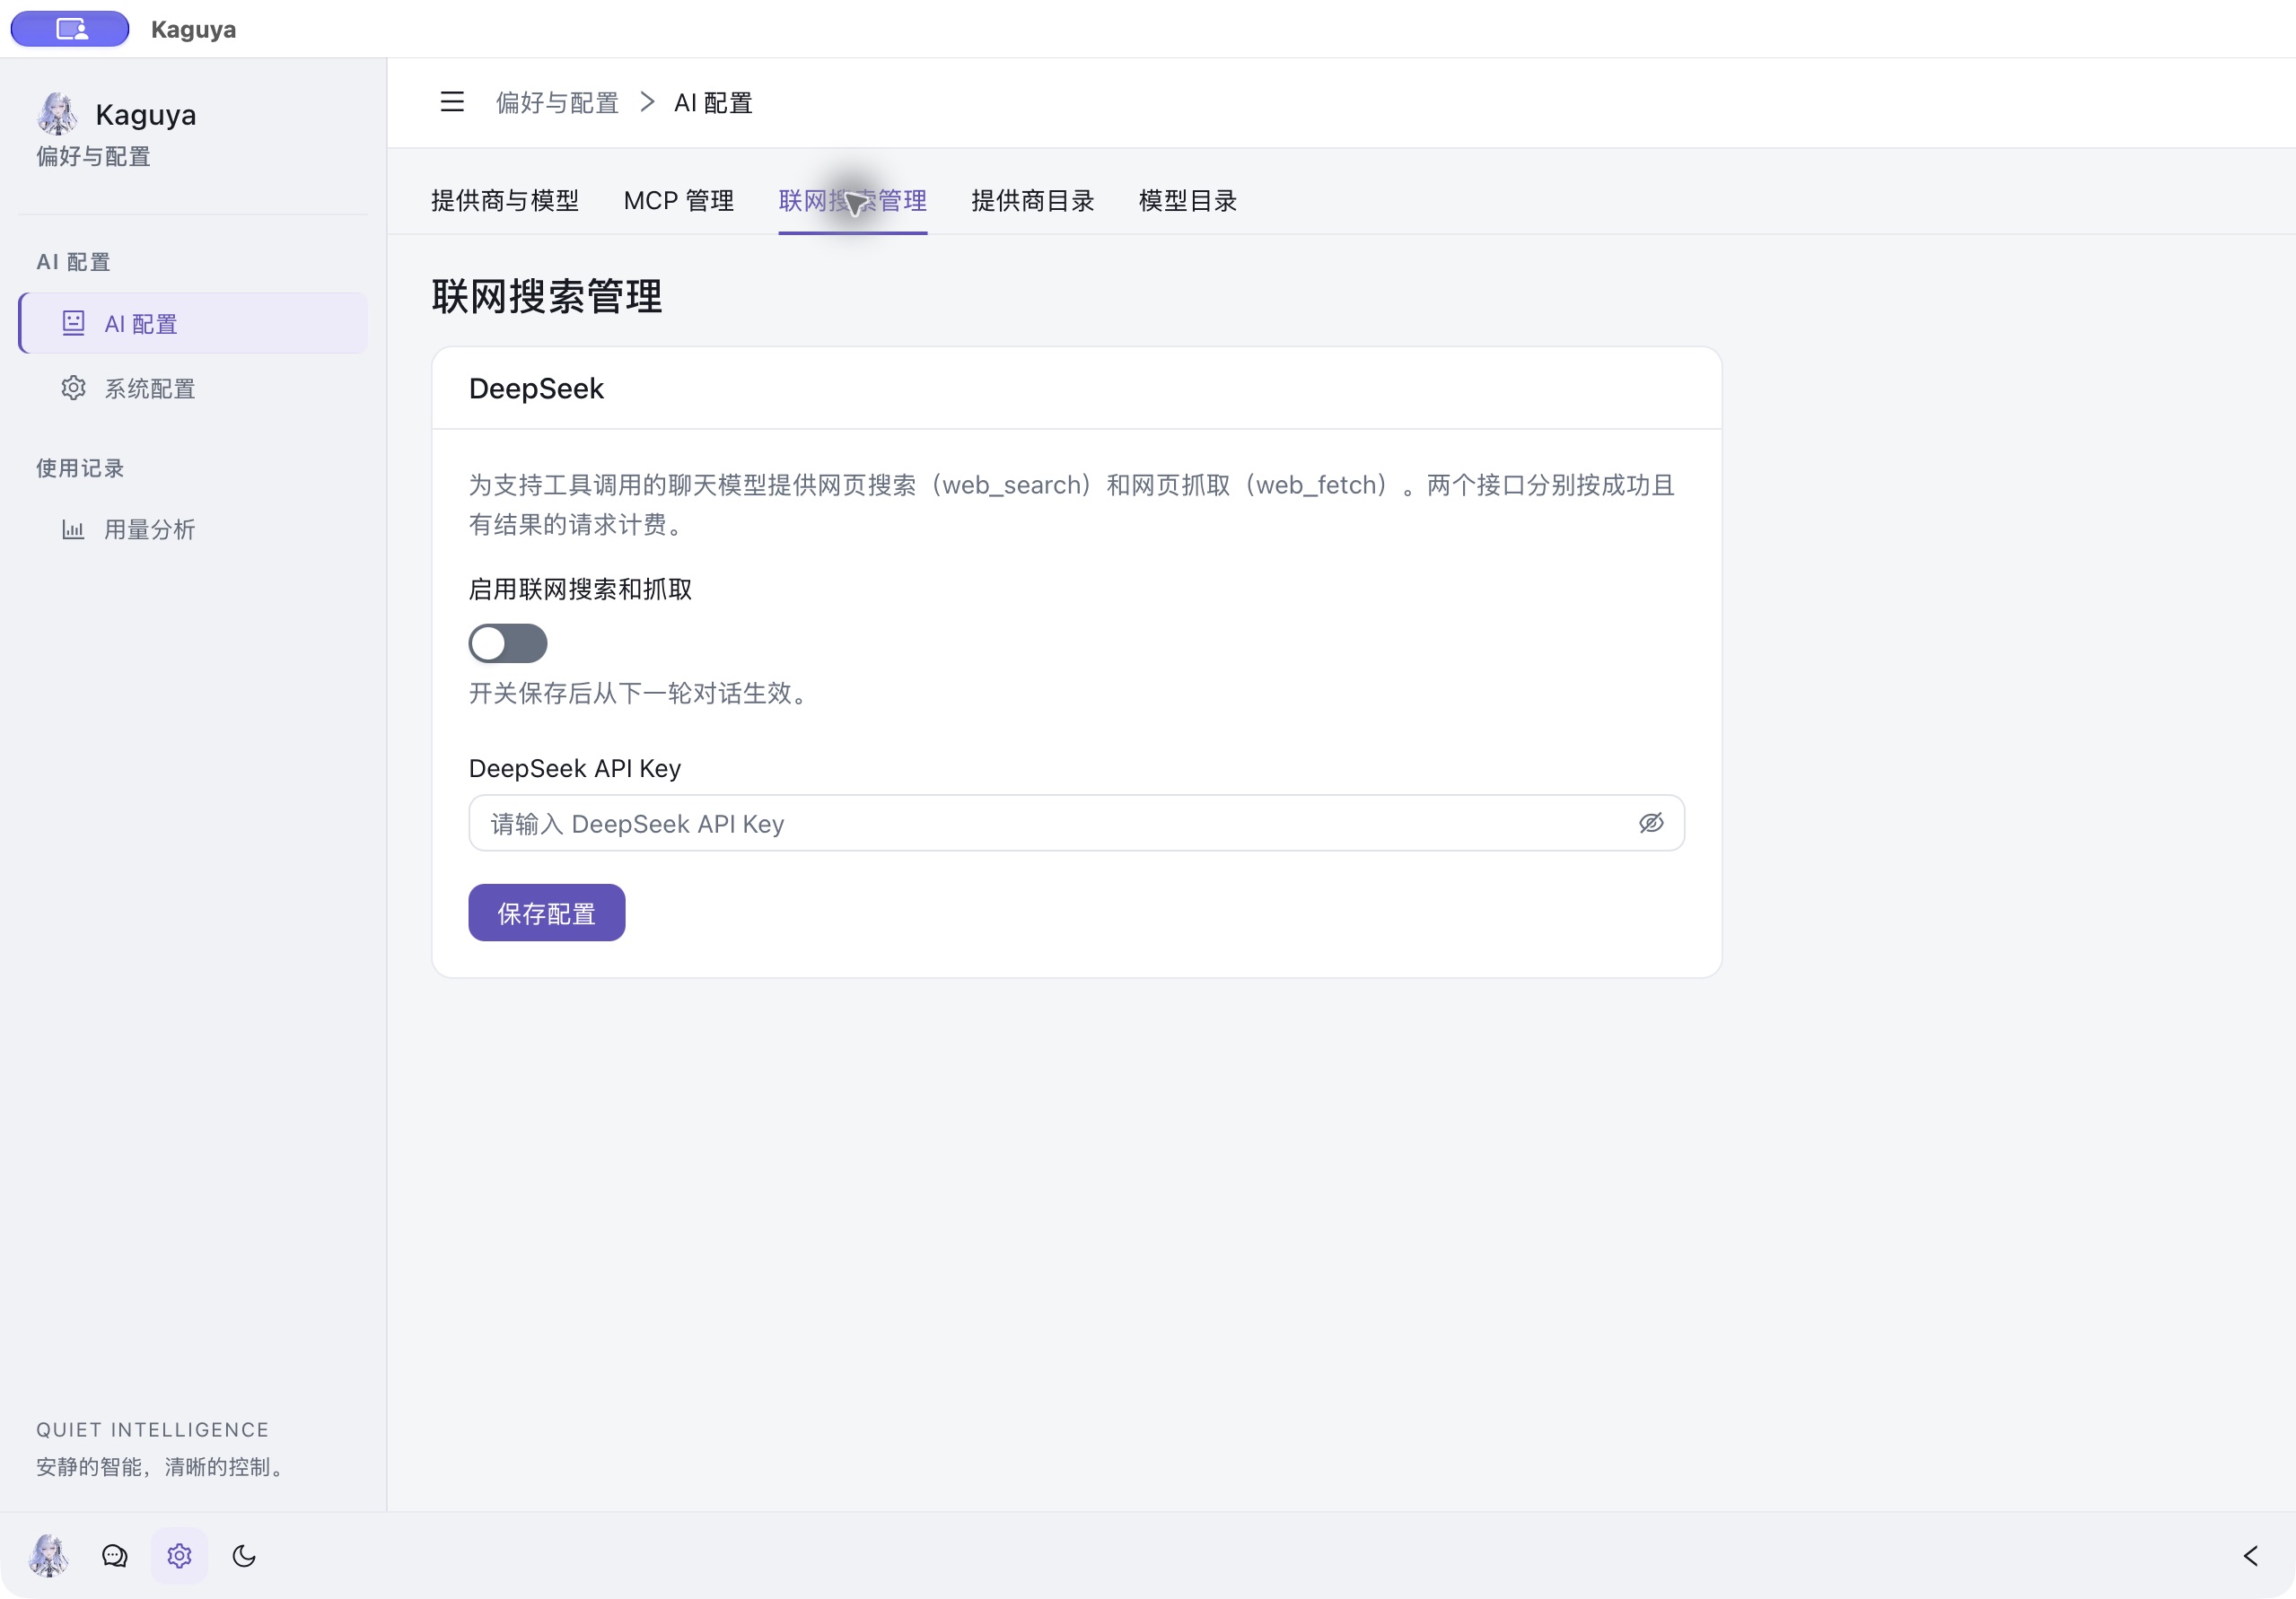 Kaguya
Kaguya
偏好与配置
AI 配置
AI 配置
系统配置
使用记录
用量分析
QUIET INTELLIGENCE
安静的智能，清晰的控制。
偏好与配置 > AI 配置
提供商与模型 MCP 管理 联网搜索管理 提供商目录 模型目录
联网搜索管理
DeepSeek
为支持工具调用的聊天模型提供网页搜索（web_search）和网页抓取（web_fetch）。两个接口分别按成功且
有结果的请求计费。
启用联网搜索和抓取
开关保存后从下一轮对话生效。
DeepSeek API Key
请输入 DeepSeek API Key
保存配置